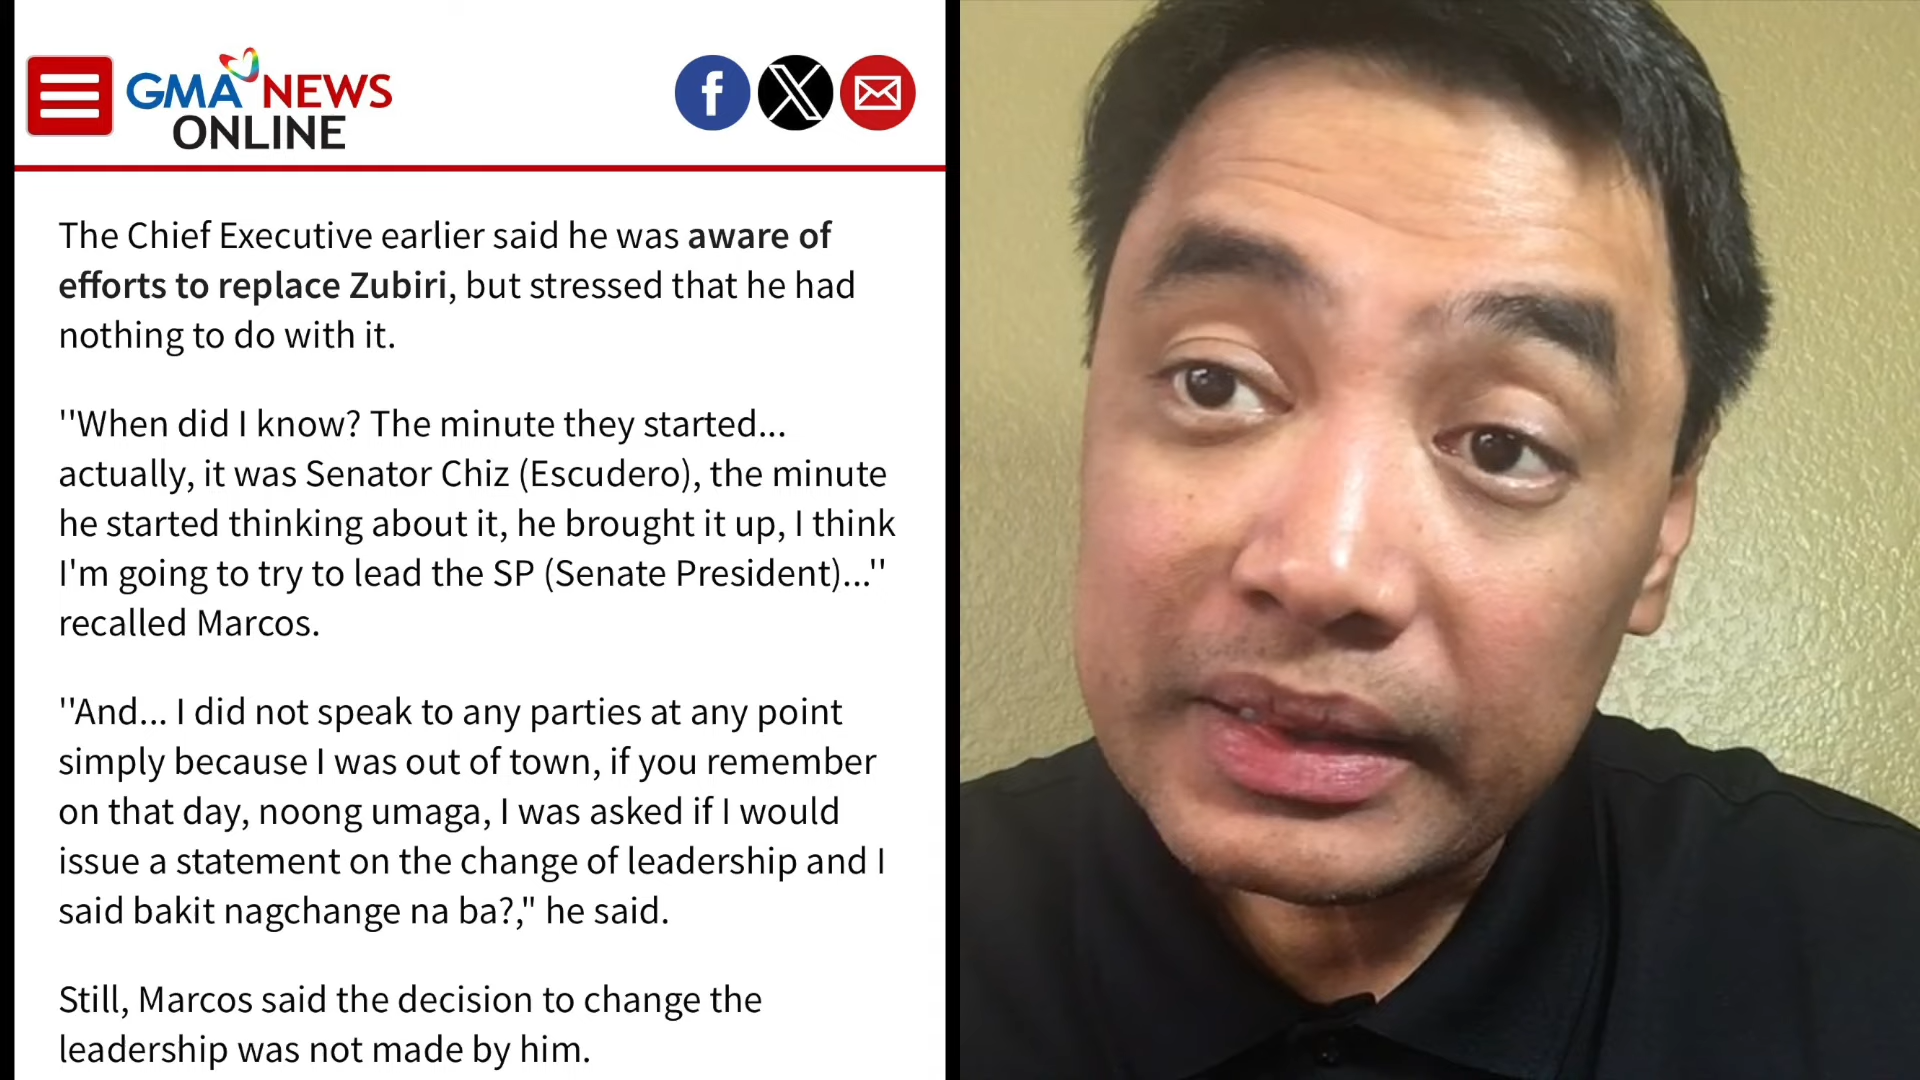 GMA NEWS
ONLINE
The Chief Executive earlier said he was aware of
efforts to replace Zubiri, but stressed that he had
nothing to do with it.
''When did I know? The minute they started...
actually, it was Senator Chiz (Escudero), the minute
he started thinking about it, he brought it up, I think
I'm going to try to lead the SP (Senate President)...''
recalled Marcos.
''And... I did not speak to any parties at any point
simply because I was out of town, if you remember
on that day, noong umaga, I was asked if I would
issue a statement on the change of leadership and I
said bakit nagchange na ba?," he said.
Still, Marcos said the decision to change the
leadership was not made by him.